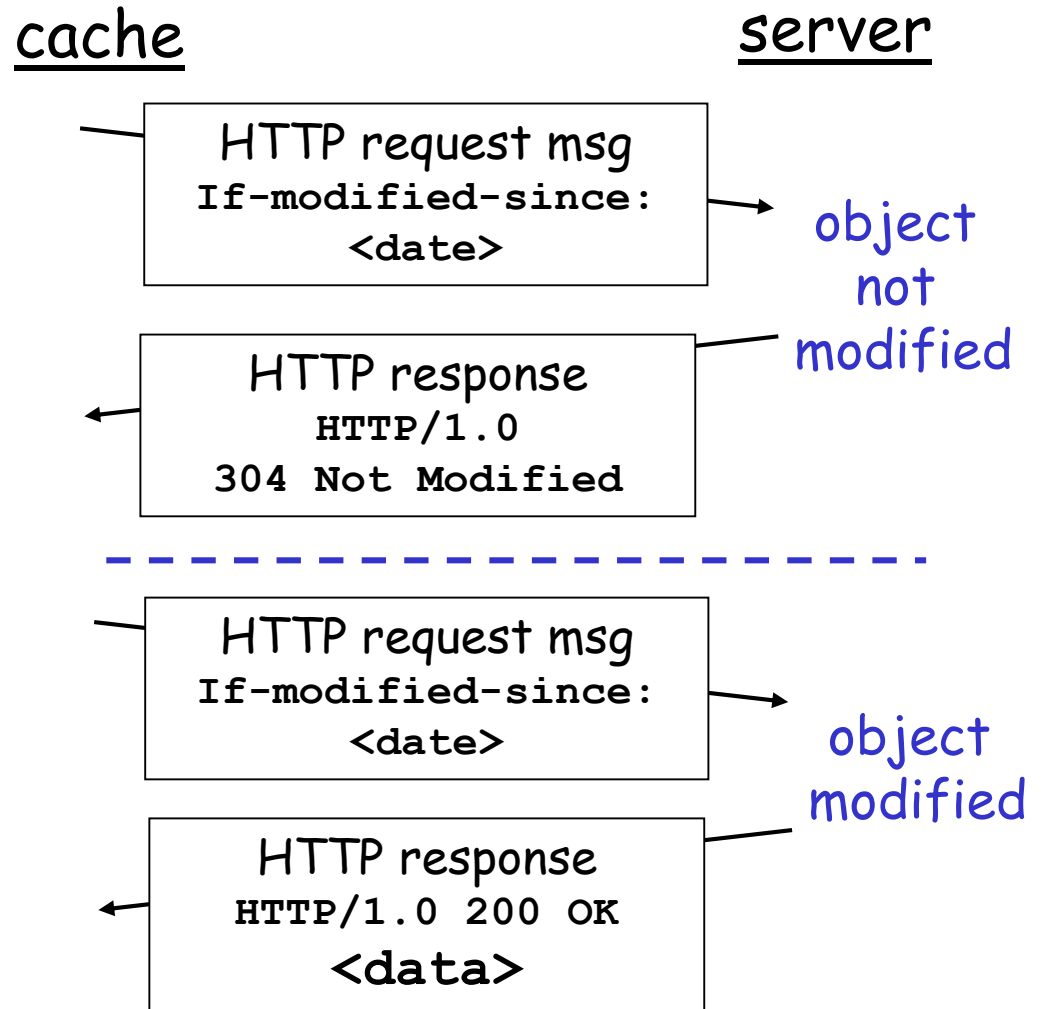 cache
server
HTTP request msg
If-modified-since:
<date>
object
not
modified
HTTP response
HTTP/1.0
304 Not Modified
HTTP request msg
If-modified-since:
<date>
object
modified
HTTP response
HTTP/1.0 200 OK
<data>